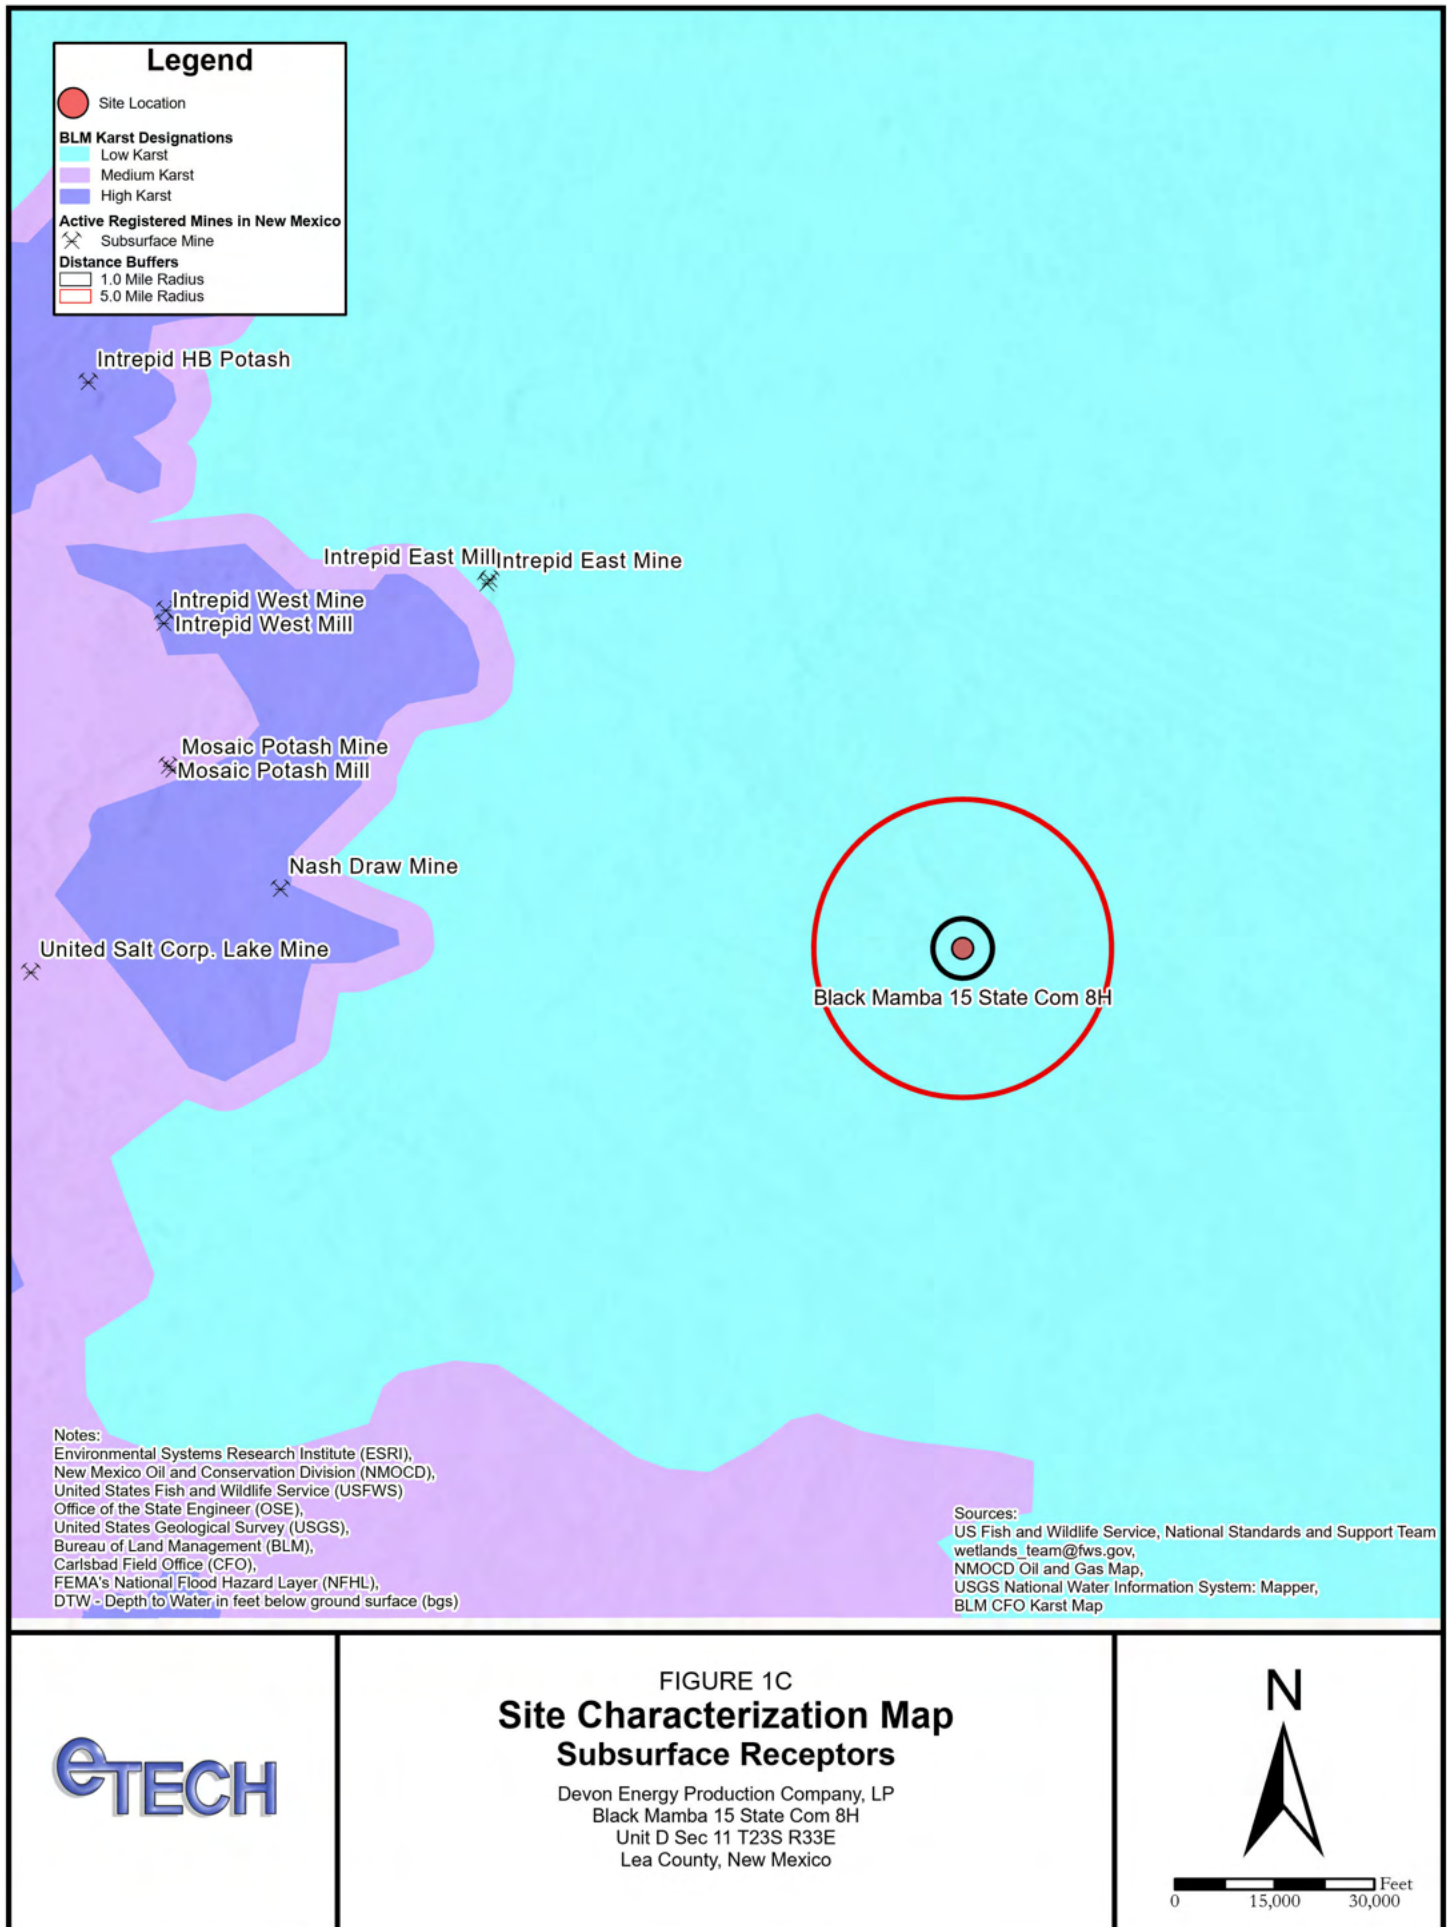 Legend
Site Location
BLM Karst Designations
Low Karst
Medium Karst
High Karst
Active Registered Mines in New Mexico
Subsurface Mine
Distance Buffers
1.0 Mile Radius
5.0 Mile Radius
Intrepid HB Potash
Intrepid East Mill
Intrepid East Mine
Intrepid West Mine
Intrepid West Mill
Mosaic Potash Mine
Mosaic Potash Mill
Nash Draw Mine
United Salt Corp. Lake Mine
Black Mamba 15 State Com 8H
Notes:
Environmental Systems Research Institute (ESRI),
New Mexico Oil and Conservation Division (NMOCD),
United States Fish and Wildlife Service (USFWS)
Office of the State Engineer (OSE),
United States Geological Survey (USGS),
Bureau of Land Management (BLM),
Carlsbad Field Office (CFO),
FEMA's National Flood Hazard Layer (NFHL),
DTW - Depth to Water in feet below ground surface (bgs)
Sources:
US Fish and Wildlife Service, National Standards and Support Team
wetlands_team@fws.gov,
NMOCD Oil and Gas Map,
USGS National Water Information System: Mapper,
BLM CFO Karst Map
eTECH
FIGURE 1C
Site Characterization Map
Subsurface Receptors
Devon Energy Production Company, LP
Black Mamba 15 State Com 8H
Unit D Sec 11 T23S R33E
Lea County, New Mexico
N
Feet
0 15,000 30,000